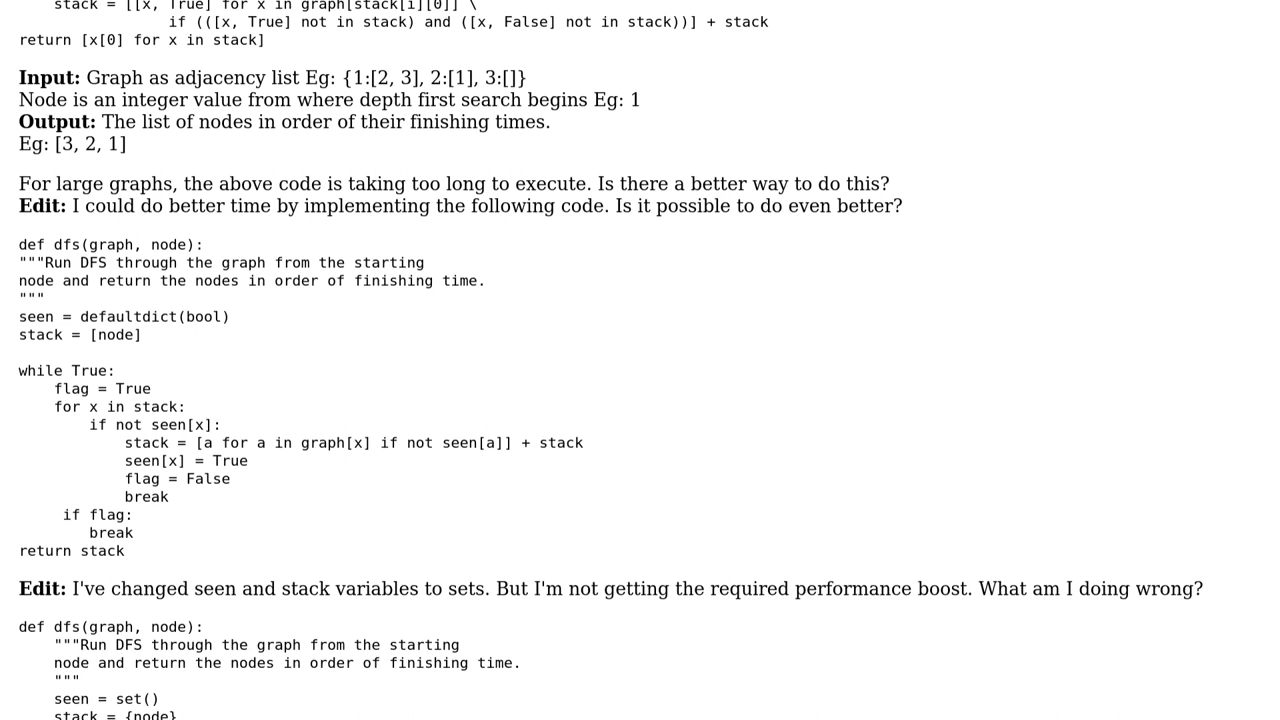 stack = [[x, True] for x in graph[stack[i][0]] \
                 if (([x, True] not in stack) and ([x, False] not in stack))] + stack
return [x[0] for x in stack]
Input: Graph as adjacency list Eg: {1:[2, 3], 2:[1], 3:[]}
Node is an integer value from where depth first search begins Eg: 1
Output: The list of nodes in order of their finishing times.
Eg: [3, 2, 1]
For large graphs, the above code is taking too long to execute. Is there a better way to do this?
Edit: I could do better time by implementing the following code. Is it possible to do even better?
def dfs(graph, node):
"""Run DFS through the graph from the starting
node and return the nodes in order of finishing time.
"""
seen = defaultdict(bool)
stack = [node]
while True:
    flag = True
    for x in stack:
        if not seen[x]:
            stack = [a for a in graph[x] if not seen[a]] + stack
            seen[x] = True
            flag = False
            break
     if flag:
        break
return stack
Edit: I've changed seen and stack variables to sets. But I'm not getting the required performance boost. What am I doing wrong?
def dfs(graph, node):
    """Run DFS through the graph from the starting
    node and return the nodes in order of finishing time.
    """
    seen = set()
    stack = {node}